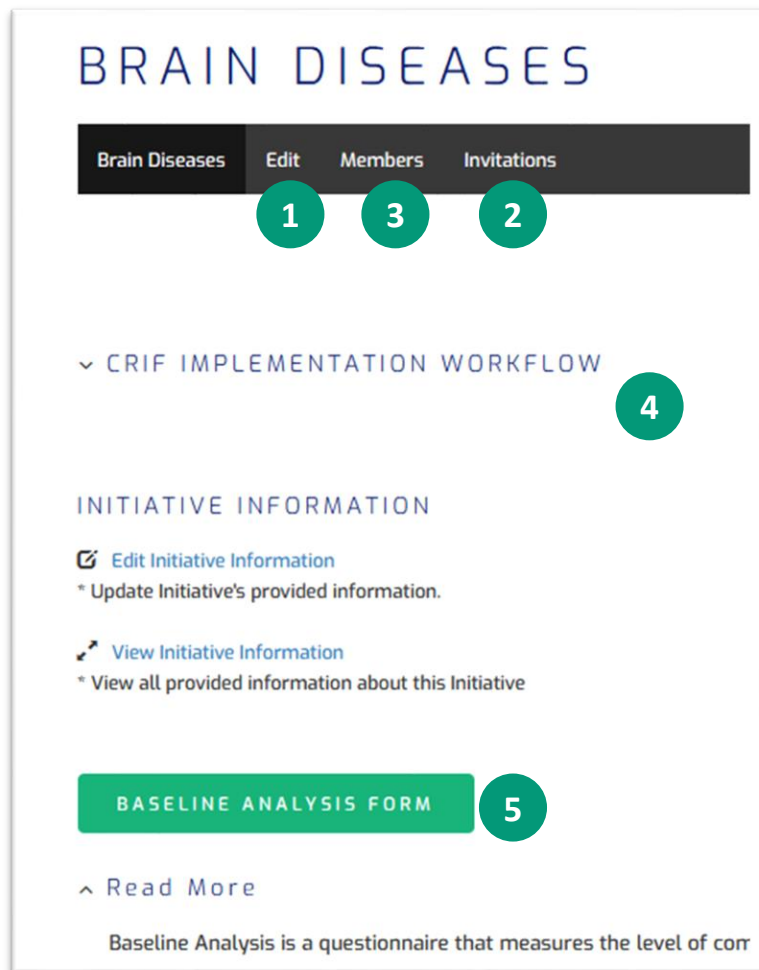 BRAIN DISEASES
Brain Diseases Edit Members Invitations
1 3 2
CRIF IMPLEMENTATION WORKFLOW
4
INITIATIVE INFORMATION
Edit Initiative Information
* Update Initiative's provided information.
View Initiative Information
* View all provided information about this Initiative
BASELINE ANALYSIS FORM 5
Read More
Baseline Analysis is a questionnaire that measures the level of com